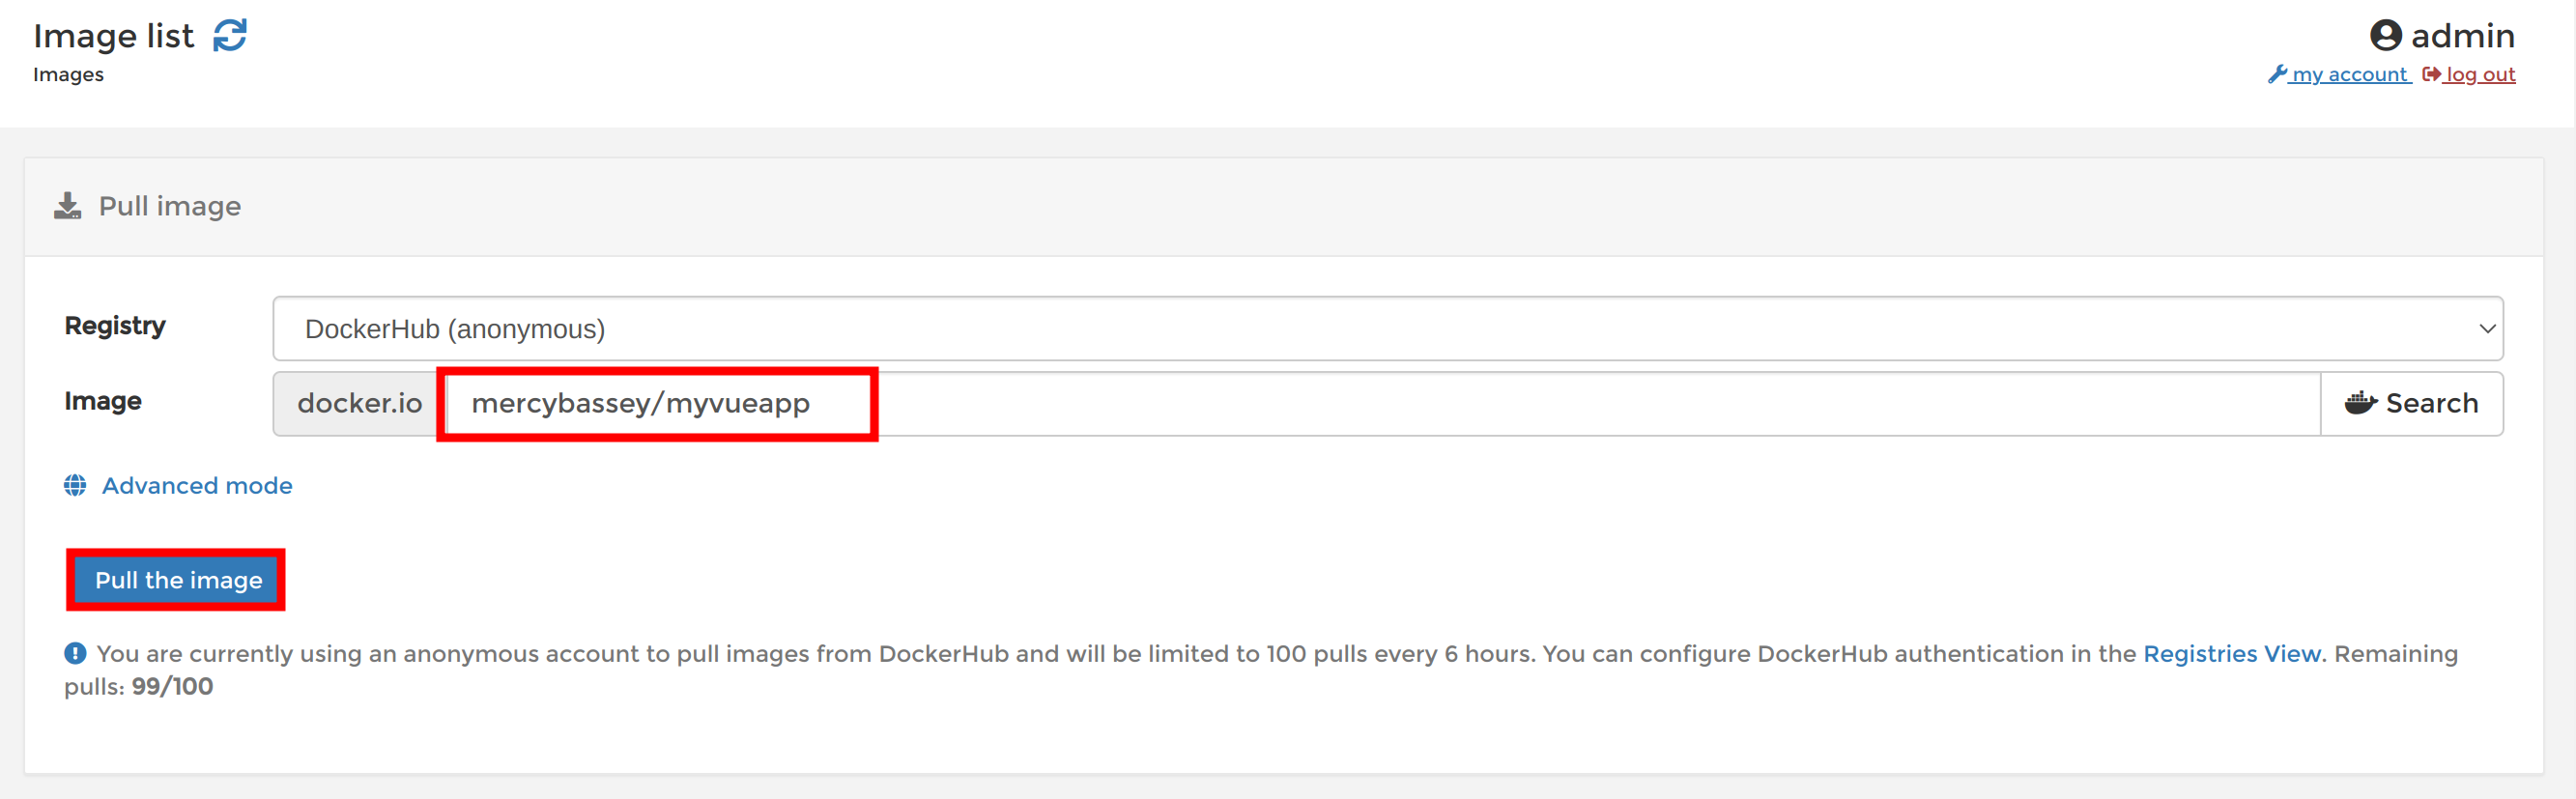 Image list
admin
Images
my account log out
Pull image
Registry DockerHub (anonymous)
Image docker.io mercybassey/myvueapp Search
Advanced mode
Pull the image
You are currently using an anonymous account to pull images from DockerHub and will be limited to 100 pulls every 6 hours. You can configure DockerHub authentication in the Registries View. Remaining
pulls: 99/100